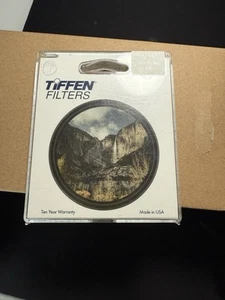 TIFFEN
FILTERS
Ten Year Warranty
Made in USA